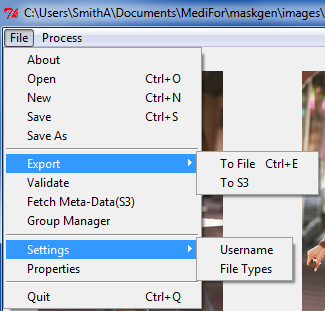 C:\Users\SmithA\Documents\MediFor\maskgen\images\
File Process
About
Open Ctrl+O
New Ctrl+N
Save Ctrl+S
Save As
Export
To File Ctrl+E
To S3
Validate
Fetch Meta-Data(S3)
Group Manager
Settings
Username
File Types
Properties
Quit Ctrl+Q